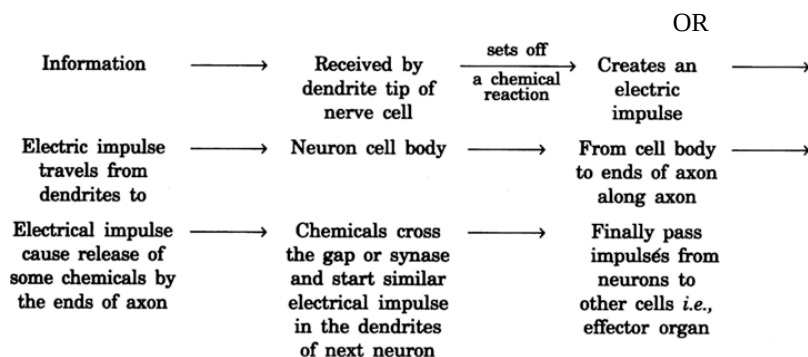 OR
Information
Received by
dendrite tip of
nerve cell
sets off
a chemical
reaction
Creates an
electric
impulse
Electric impulse
travels from
dendrites to
Neuron cell body
From cell body
to ends of axon
along axon
Electrical impulse
cause release of
some chemicals by
the ends of axon
Chemicals cross
the gap or synase
and start similar
electrical impulse
in the dendrites
of next neuron
Finally pass
impulses from
neurons to
other cells i.e.,
effector organ